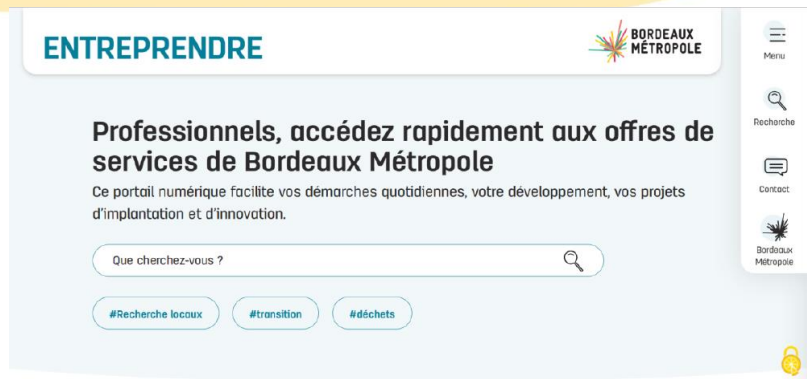 ENTREPRENDRE
BORDEAUX
MÉTROPOLE
Menu
Recherche
Contact
Bordeaux
Métropole
Professionnels, accédez rapidement aux offres de
services de Bordeaux Métropole
Ce portail numérique facilite vos démarches quotidiennes, votre développement, vos projets
d'implantation et d'innovation.
Que cherchez-vous ?
#Recherche locaux #transition #déchets